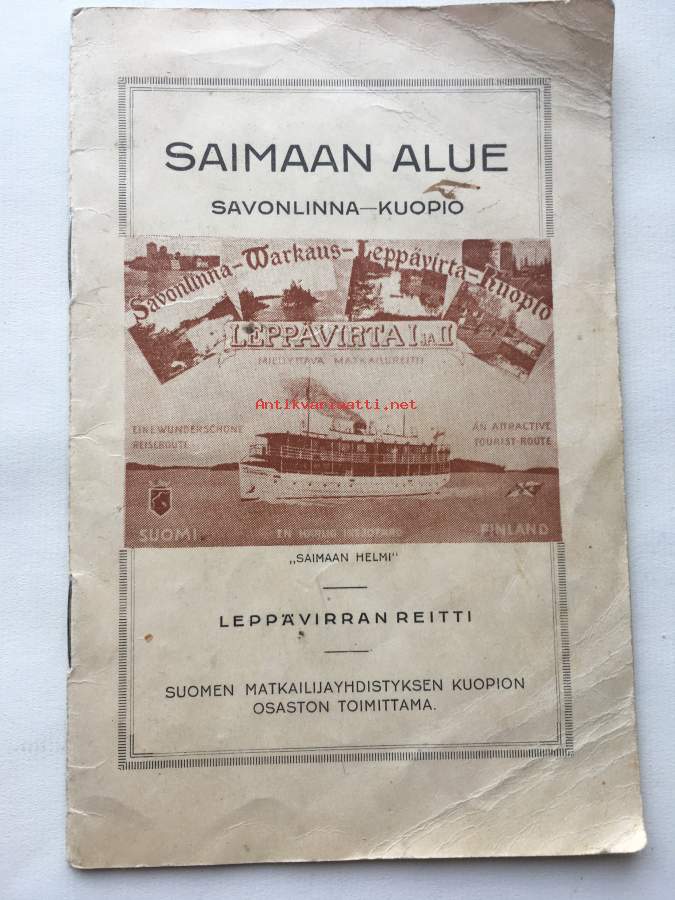 SAIMAAN ALUE
SAVONLINNA—KUOPIO
Savonlinna-Warkaus-Leppävirta-Kuopio
LEPPÄVIRTA I JA II
MIELLYTTÄVÄ MATKAILUREITTI
Antikvariaatti.net
EINE WUNDERSCHÖNE
REISEROUTE
AN ATTRACTIVE
TOURIST-ROUTE
SUOMI
EN
FINLAND
„SAIMAAN HELMI"
LEPPÄVIRRAN REITTI
SUOMEN MATKAILIJAYHDISTYKSEN KUOPION
OSASTON TOIMITTAMA.